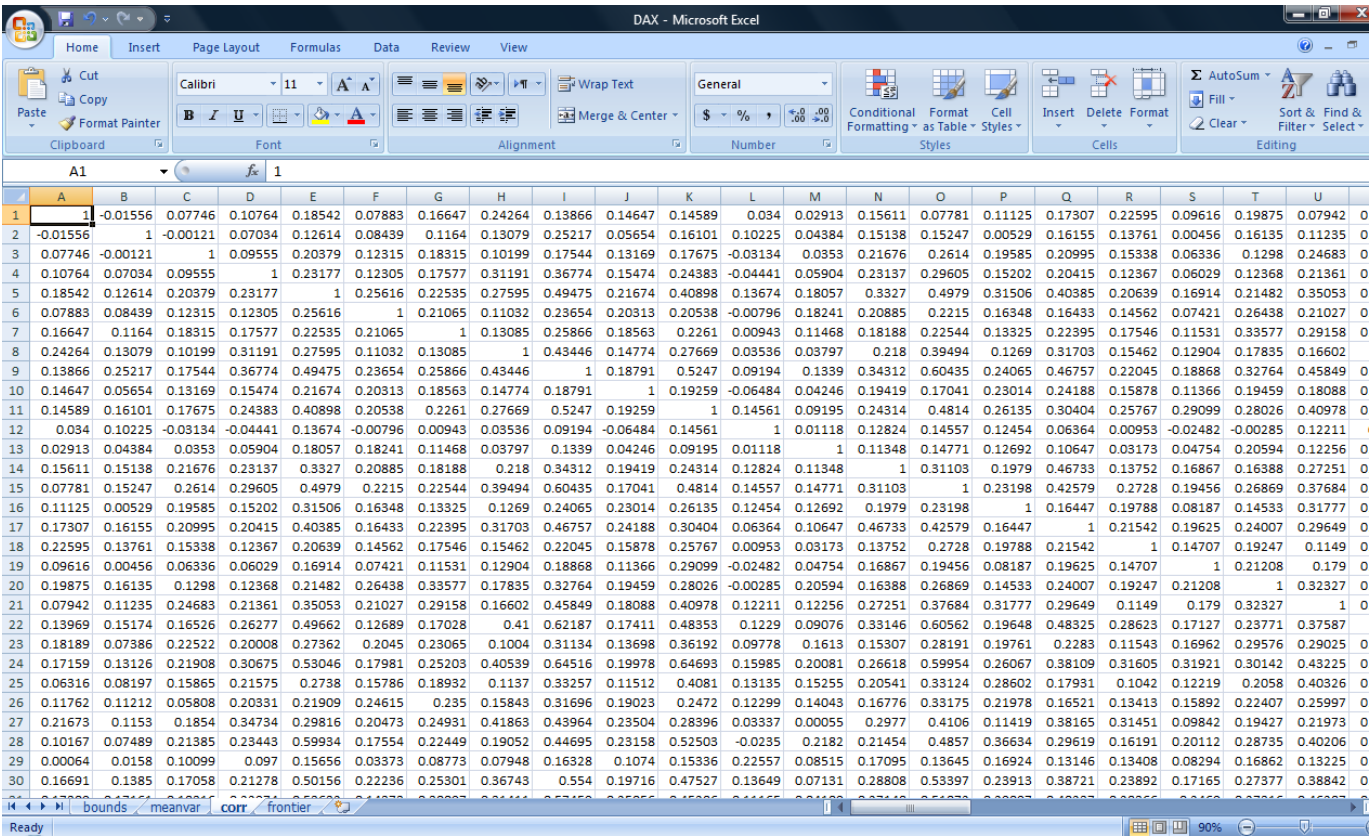 DAX - Microsoft Excel
Home Insert Page Layout Formulas Data Review View
Cut
Copy
Format Painter
Paste
Clipboard
Calibri 11
B I U
Font
Wrap Text
Merge & Center
Alignment
General
$ % ,
Number
Conditional Formatting
Format as Table
Cell Styles
Styles
Insert Delete Format
Cells
Σ AutoSum
Fill
Clear
Sort & Filter
Find & Select
Editing
A1 fx 1
A B C D E F G H I J K L M N O P Q R S T U
1 1 -0.01556 0.07746 0.10764 0.18542 0.07883 0.16647 0.24264 0.13866 0.14647 0.14589 0.034 0.02913 0.15611 0.07781 0.11125 0.17307 0.22595 0.09616 0.19875 0.07942 0
2 -0.01556 1 -0.00121 0.07034 0.12614 0.08439 0.1164 0.13079 0.25217 0.05654 0.16101 0.10225 0.04384 0.15138 0.15247 0.00529 0.16155 0.13761 0.00456 0.16135 0.11235 0
3 0.07746 -0.00121 1 0.09555 0.20379 0.12315 0.18315 0.10199 0.17544 0.13169 0.17675 -0.03134 0.0353 0.21676 0.2614 0.19585 0.20995 0.15338 0.06336 0.1298 0.24683 0
4 0.10764 0.07034 0.09555 1 0.23177 0.12305 0.17577 0.31191 0.36774 0.15474 0.24383 -0.04441 0.05904 0.23137 0.29605 0.15202 0.20415 0.12367 0.06029 0.12368 0.21361 0
5 0.18542 0.12614 0.20379 0.23177 1 0.25616 0.22535 0.27595 0.49475 0.21674 0.40898 0.13674 0.18057 0.3327 0.4979 0.31506 0.40385 0.20639 0.16914 0.21482 0.35053 0
6 0.07883 0.08439 0.12315 0.12305 0.25616 1 0.21065 0.11032 0.23654 0.20313 0.20538 -0.00796 0.18241 0.20885 0.2215 0.16348 0.16433 0.14562 0.07421 0.26438 0.21027 0
7 0.16647 0.1164 0.18315 0.17577 0.22535 0.21065 1 0.13085 0.25866 0.18563 0.2261 0.00943 0.11468 0.18188 0.22544 0.13325 0.22395 0.17546 0.11531 0.33577 0.29158 0
8 0.24264 0.13079 0.10199 0.31191 0.27595 0.11032 0.13085 1 0.43446 0.14774 0.27669 0.03536 0.03797 0.218 0.39494 0.1269 0.31703 0.15462 0.12904 0.17835 0.16602
9 0.13866 0.25217 0.17544 0.36774 0.49475 0.23654 0.25866 0.43446 1 0.18791 0.5247 0.09194 0.1339 0.34312 0.60435 0.24065 0.46757 0.22045 0.18868 0.32764 0.45849 0
10 0.14647 0.05654 0.13169 0.15474 0.21674 0.20313 0.18563 0.14774 0.18791 1 0.19259 -0.06484 0.04246 0.19419 0.17041 0.23014 0.24188 0.15878 0.11366 0.19459 0.18088 0
11 0.14589 0.16101 0.17675 0.24383 0.40898 0.20538 0.2261 0.27669 0.5247 0.19259 1 0.14561 0.09195 0.24314 0.4814 0.26135 0.30404 0.25767 0.29099 0.28026 0.40978 0
12 0.034 0.10225 -0.03134 -0.04441 0.13674 -0.00796 0.00943 0.03536 0.09194 -0.06484 0.14561 1 0.01118 0.12824 0.14557 0.12454 0.06364 0.00953 -0.02482 -0.00285 0.12211
13 0.02913 0.04384 0.0353 0.05904 0.18057 0.18241 0.11468 0.03797 0.1339 0.04246 0.09195 0.01118 1 0.11348 0.14771 0.12692 0.10647 0.03173 0.04754 0.20594 0.12256 0
14 0.15611 0.15138 0.21676 0.23137 0.3327 0.20885 0.18188 0.218 0.34312 0.19419 0.24314 0.12824 0.11348 1 0.31103 0.1979 0.46733 0.13752 0.16867 0.16388 0.27251 0
15 0.07781 0.15247 0.2614 0.29605 0.4979 0.2215 0.22544 0.39494 0.60435 0.17041 0.4814 0.14557 0.14771 0.31103 1 0.23198 0.42579 0.2728 0.19456 0.26869 0.37684 0
16 0.11125 0.00529 0.19585 0.15202 0.31506 0.16348 0.13325 0.1269 0.24065 0.23014 0.26135 0.12454 0.12692 0.1979 0.23198 1 0.16447 0.19788 0.08187 0.14533 0.31777 0
17 0.17307 0.16155 0.20995 0.20415 0.40385 0.16433 0.22395 0.31703 0.46757 0.24188 0.30404 0.06364 0.10647 0.46733 0.42579 0.16447 1 0.21542 0.19625 0.24007 0.29649 0
18 0.22595 0.13761 0.15338 0.12367 0.20639 0.14562 0.17546 0.15462 0.22045 0.15878 0.25767 0.00953 0.03173 0.13752 0.2728 0.19788 0.21542 1 0.14707 0.19247 0.1149 0
19 0.09616 0.00456 0.06336 0.06029 0.16914 0.07421 0.11531 0.12904 0.18868 0.11366 0.29099 -0.02482 0.04754 0.16867 0.19456 0.08187 0.19625 0.14707 1 0.21208 0.179 0
20 0.19875 0.16135 0.1298 0.12368 0.21482 0.26438 0.33577 0.17835 0.32764 0.19459 0.28026 -0.00285 0.20594 0.16388 0.26869 0.14533 0.24007 0.19247 0.21208 1 0.32327 0
21 0.07942 0.11235 0.24683 0.21361 0.35053 0.21027 0.29158 0.16602 0.45849 0.18088 0.40978 0.12211 0.12256 0.27251 0.37684 0.31777 0.29649 0.1149 0.179 0.32327 1 0
22 0.13969 0.15174 0.16526 0.26277 0.49662 0.12689 0.17028 0.41 0.62187 0.17411 0.48353 0.1229 0.09076 0.33146 0.60562 0.19648 0.48325 0.28623 0.17127 0.23771 0.37587
23 0.18189 0.07386 0.22522 0.20008 0.27362 0.2045 0.23065 0.1004 0.31134 0.13698 0.36192 0.09778 0.1613 0.15307 0.28191 0.19761 0.2283 0.11543 0.16962 0.29576 0.29025 0
24 0.17159 0.13126 0.21908 0.30675 0.53046 0.17981 0.25203 0.40539 0.64516 0.19978 0.64693 0.15985 0.20081 0.26618 0.59954 0.26067 0.38109 0.31605 0.31921 0.30142 0.43225 0
25 0.06316 0.08197 0.15865 0.21575 0.2738 0.15786 0.18932 0.1137 0.33257 0.11512 0.4081 0.13135 0.15255 0.20541 0.33124 0.28602 0.17931 0.1042 0.12219 0.2058 0.40326 0
26 0.11762 0.11212 0.05808 0.20331 0.21909 0.24615 0.235 0.15843 0.31696 0.19023 0.2472 0.12299 0.14043 0.16776 0.33175 0.21978 0.16521 0.13413 0.15892 0.22407 0.25997 0
27 0.21673 0.1153 0.1854 0.34734 0.29816 0.20473 0.24931 0.41863 0.43964 0.23504 0.28396 0.03337 0.00055 0.2977 0.4106 0.11419 0.38165 0.31451 0.09842 0.19427 0.21973 0
28 0.10167 0.07489 0.21385 0.23443 0.59934 0.17554 0.22449 0.19052 0.44695 0.23158 0.52503 -0.0235 0.2182 0.21454 0.4857 0.36634 0.29619 0.16191 0.20112 0.28735 0.40206 0
29 0.00064 0.0158 0.10099 0.097 0.15656 0.03373 0.08773 0.07948 0.16328 0.1074 0.15336 0.22557 0.08515 0.17095 0.13645 0.16924 0.13146 0.13408 0.08294 0.16862 0.13225 0
30 0.16691 0.1385 0.17058 0.21278 0.50156 0.22236 0.25301 0.36743 0.554 0.19716 0.47527 0.13649 0.07131 0.28808 0.53397 0.23913 0.38721 0.23892 0.17165 0.27377 0.38842 0
bounds meanvar corr frontier
Ready 90%